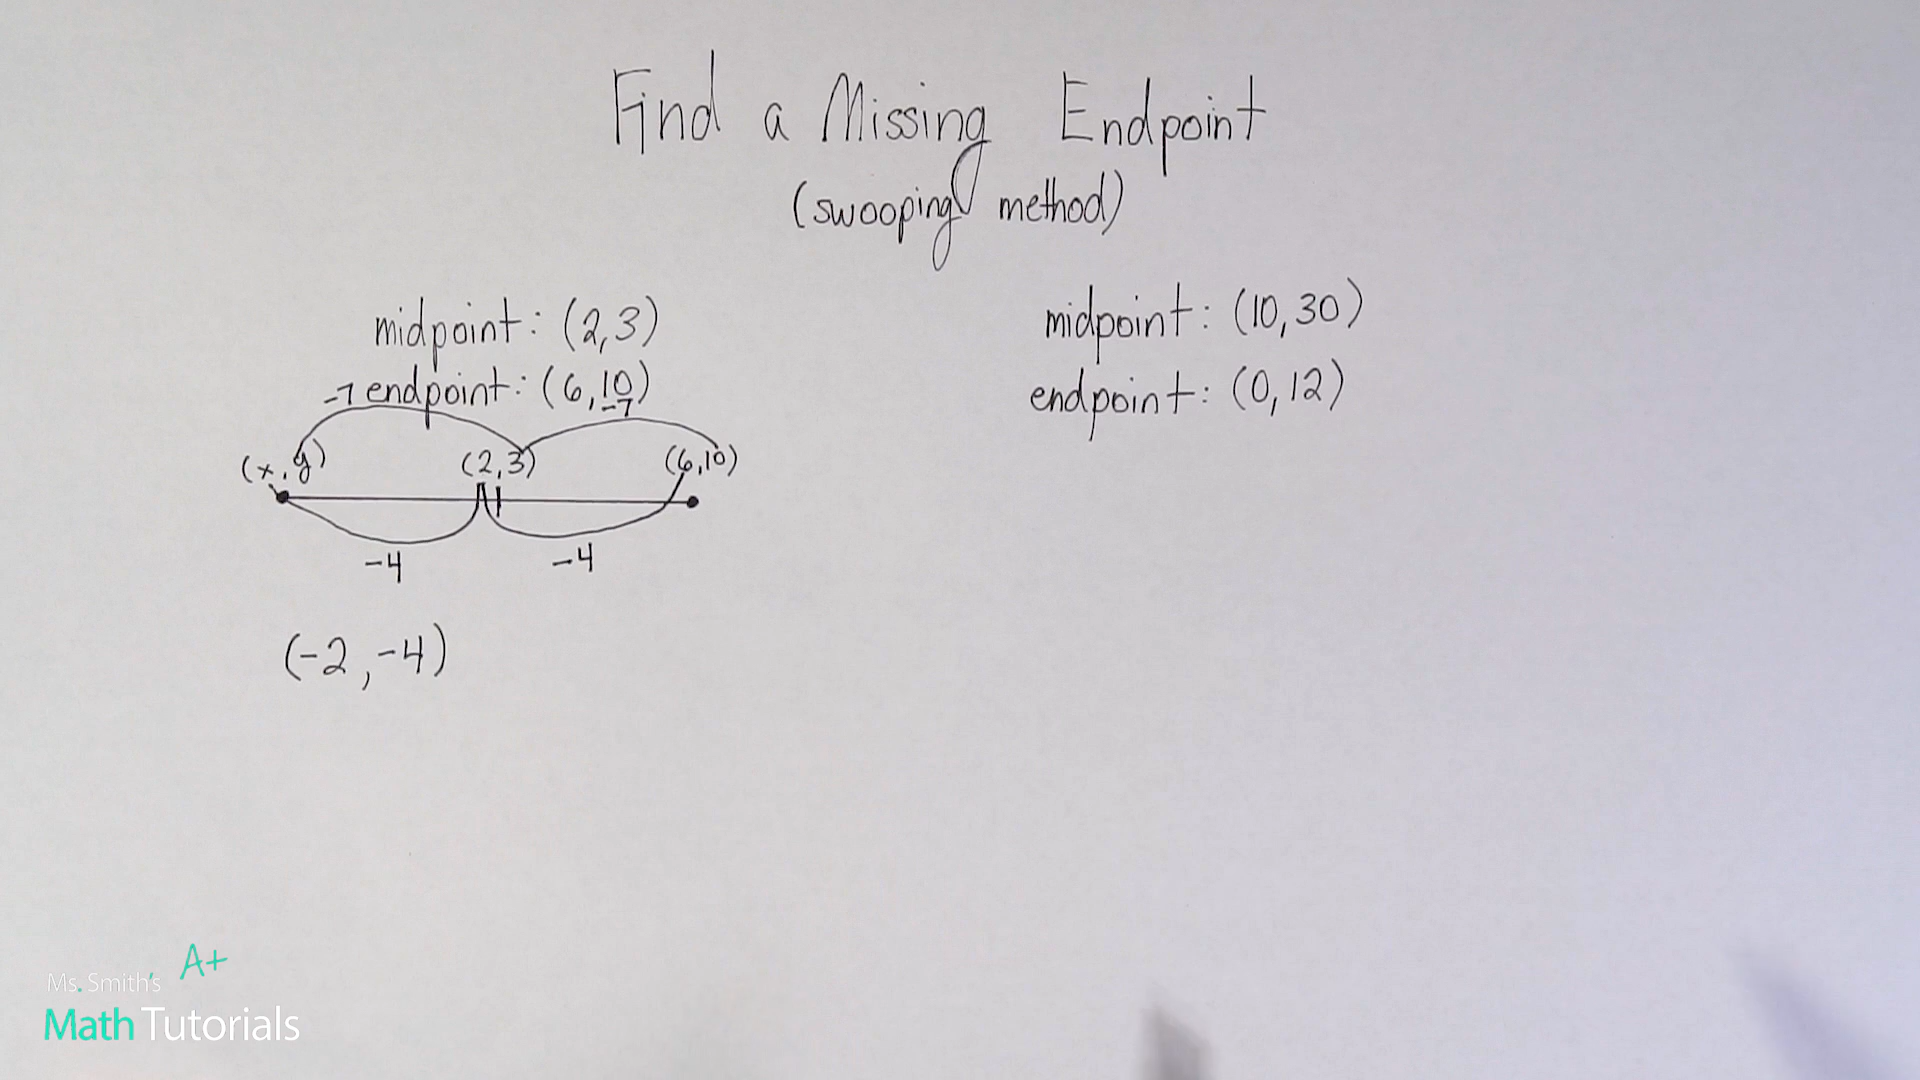 Find a Missing Endpoint
(swooping method)
midpoint: (2,3)
-7 endpoint: (6,10)
-7
(x,y) (2,3) (6,10)
-4 -4
(-2,-4)
midpoint: (10,30)
endpoint: (0,12)
A+
Ms. Smith's
Math Tutorials